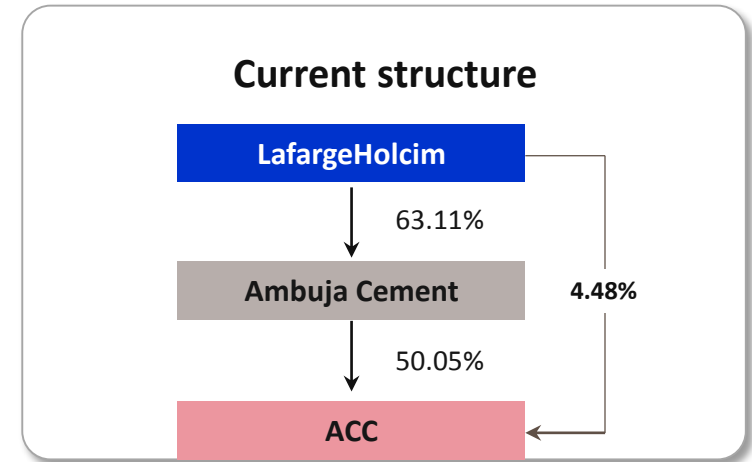 Current structure
LafargeHolcim
63.11%
Ambuja Cement
4.48%
50.05%
ACC